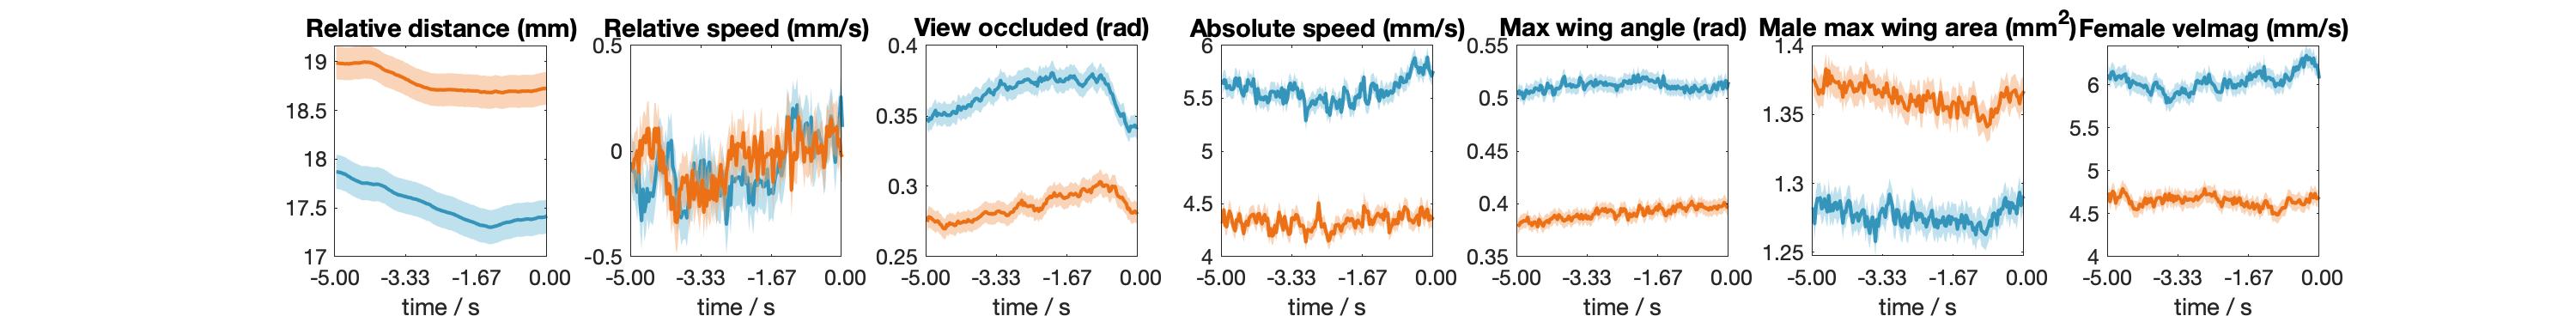 Relative distance (mm)
19
18.5
18
17.5
17
-5.00 -3.33 -1.67 0.00
time / s
Relative speed (mm/s)
0.5
0
-0.5
-5.00 -3.33 -1.67 0.00
time / s
View occluded (rad)
0.4
0.35
0.3
0.25
-5.00 -3.33 -1.67 0.00
time / s
Absolute speed (mm/s)
6
5.5
5
4.5
4
-5.00 -3.33 -1.67 0.00
time / s
Max wing angle (rad)
0.55
0.5
0.45
0.4
0.35
-5.00 -3.33 -1.67 0.00
time / s
Male max wing area (mm²)
1.4
1.35
1.3
1.25
-5.00 -3.33 -1.67 0.00
time / s
Female velmag (mm/s)
6
5.5
5
4.5
4
-5.00 -3.33 -1.67 0.00
time / s